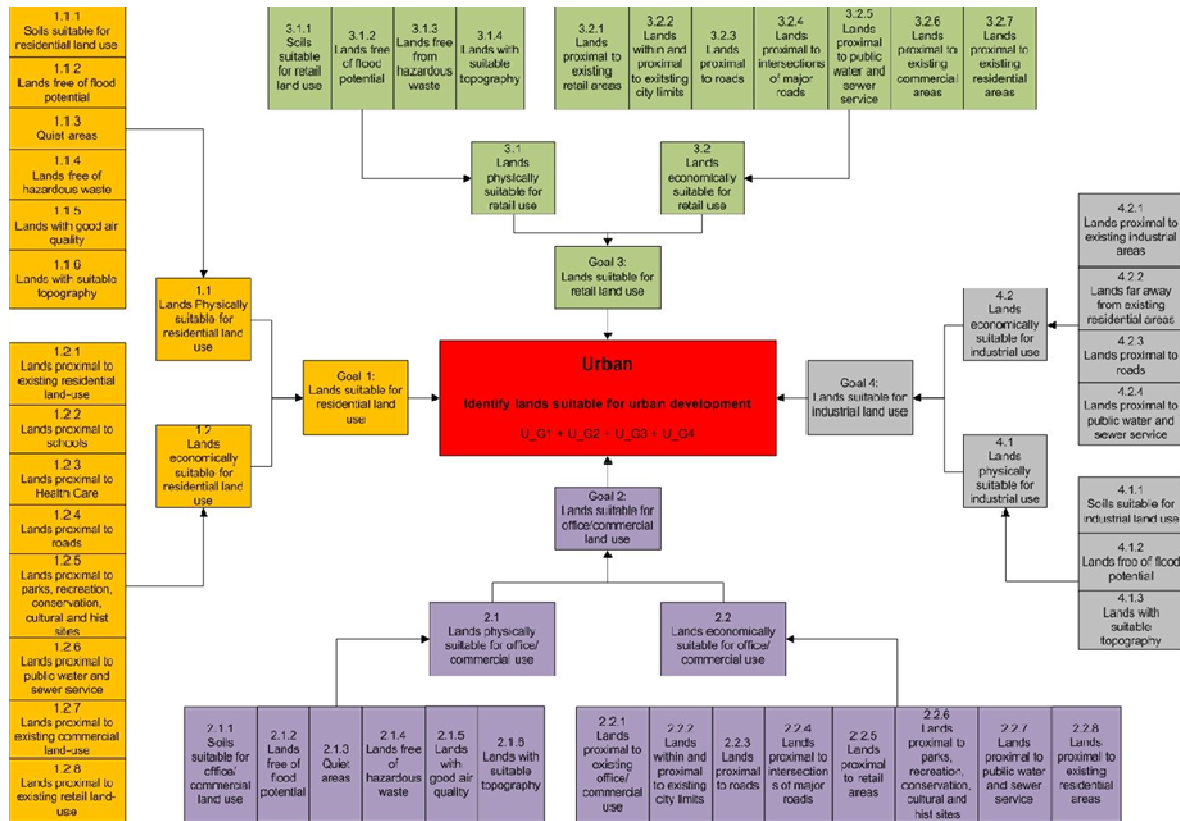 1.1.1
Soils suitable for
residential land use
1.1.2
Lands free of flood
potential
1.1.3
Quiet areas
1.1.4
Lands free of
hazardous waste
1.1.5
Lands with good air
quality
1.1.6
Lands with suitable
topography
1.1
Lands Physically
suitable for
residential land
use
1.2.1
Lands proximal to
existing residential
land-use
1.2.2
Lands proximal to
schools
1.2.3
Lands proximal to
Health Care
1.2.4
Lands proximal to
roads
1.2.5
Lands proximal to
parks, recreation,
conservation,
cultural and hist
sites
1.2.6
Lands proximal to
public water and
sewer service
1.2.7
Lands proximal to
existing commercial
land-use
1.2.8
Lands proximal to
existing retail land-use
1.2
Lands
economically
suitable for
residential land
use
Goal 1:
Lands suitable for
residential land
use
3.1.1
Soils
suitable
for retail
land use
3.1.2
Lands free
of flood
potential
3.1.3
Lands free
from
hazardous
waste
3.1.4
Lands with
suitable
topography
3.2.1
Lands
proximal to
existing
retail areas
3.2.2
Lands
within and
proximal
to exitsting
city limits
3.2.3
Lands
proximal
to roads
3.2.4
Lands
proximal to
intersections
of major
roads
3.2.5
Lands
proximal
to public
water and
sewer
service
3.2.6
Lands
proximal to
existing
commercial
areas
3.2.7
Lands
proximal to
existing
residential
areas
3.1
Lands
physically
suitable for
retail use
3.2
Lands
economically
suitable for
retail use
Goal 3:
Lands suitable for
retail land use
Urban
Identify lands suitable for urban development
U_G1 + U_G2 + U_G3 + U_G4
Goal 4:
Lands suitable for
industrial land use
4.2
Lands
economically
suitable for
industrial use
4.1
Lands
physically
suitable for
industrial use
4.2.1
Lands proximal to
existing industrial
areas
4.2.2
Lands far away
from existing
residential areas
4.2.3
Lands proximal to
roads
4.2.4
Lands proximal to
public water and
sewer service
4.1.1
Soils suitable for
industrial land use
4.1.2
Lands free of flood
potential
4.1.3
Lands with
suitable
topography
Goal 2:
Lands suitable for
office/commercial
land use
2.1
Lands physically
suitable for office/
commercial use
2.2
Lands economically
suitable for office/
commercial use
2.1.1
Soils
suitable for
office/
commercial
land use
2.1.2
Lands
free of
flood
potential
2.1.3
Quiet
areas
2.1.4
Lands free
of
hazardous
waste
2.1.5
Lands
with
good air
quality
2.1.6
Lands with
suitable
topography
2.2.1
Lands
proximal to
existing
office/
commercial
use
2.2.2
Lands
within and
proximal
to existing
city limits
2.2.3
Lands
proximal
to roads
2.2.4
Lands
proximal to
intersection
s of major
roads
2.2.5
Lands
proximal
to retail
areas
2.2.6
Lands
proximal to
parks,
recreation,
conservation,
cultural and
hist sites
2.2.7
Lands
proximal to
public water
and sewer
service
2.2.8
Lands
proximal to
existing
residential
areas